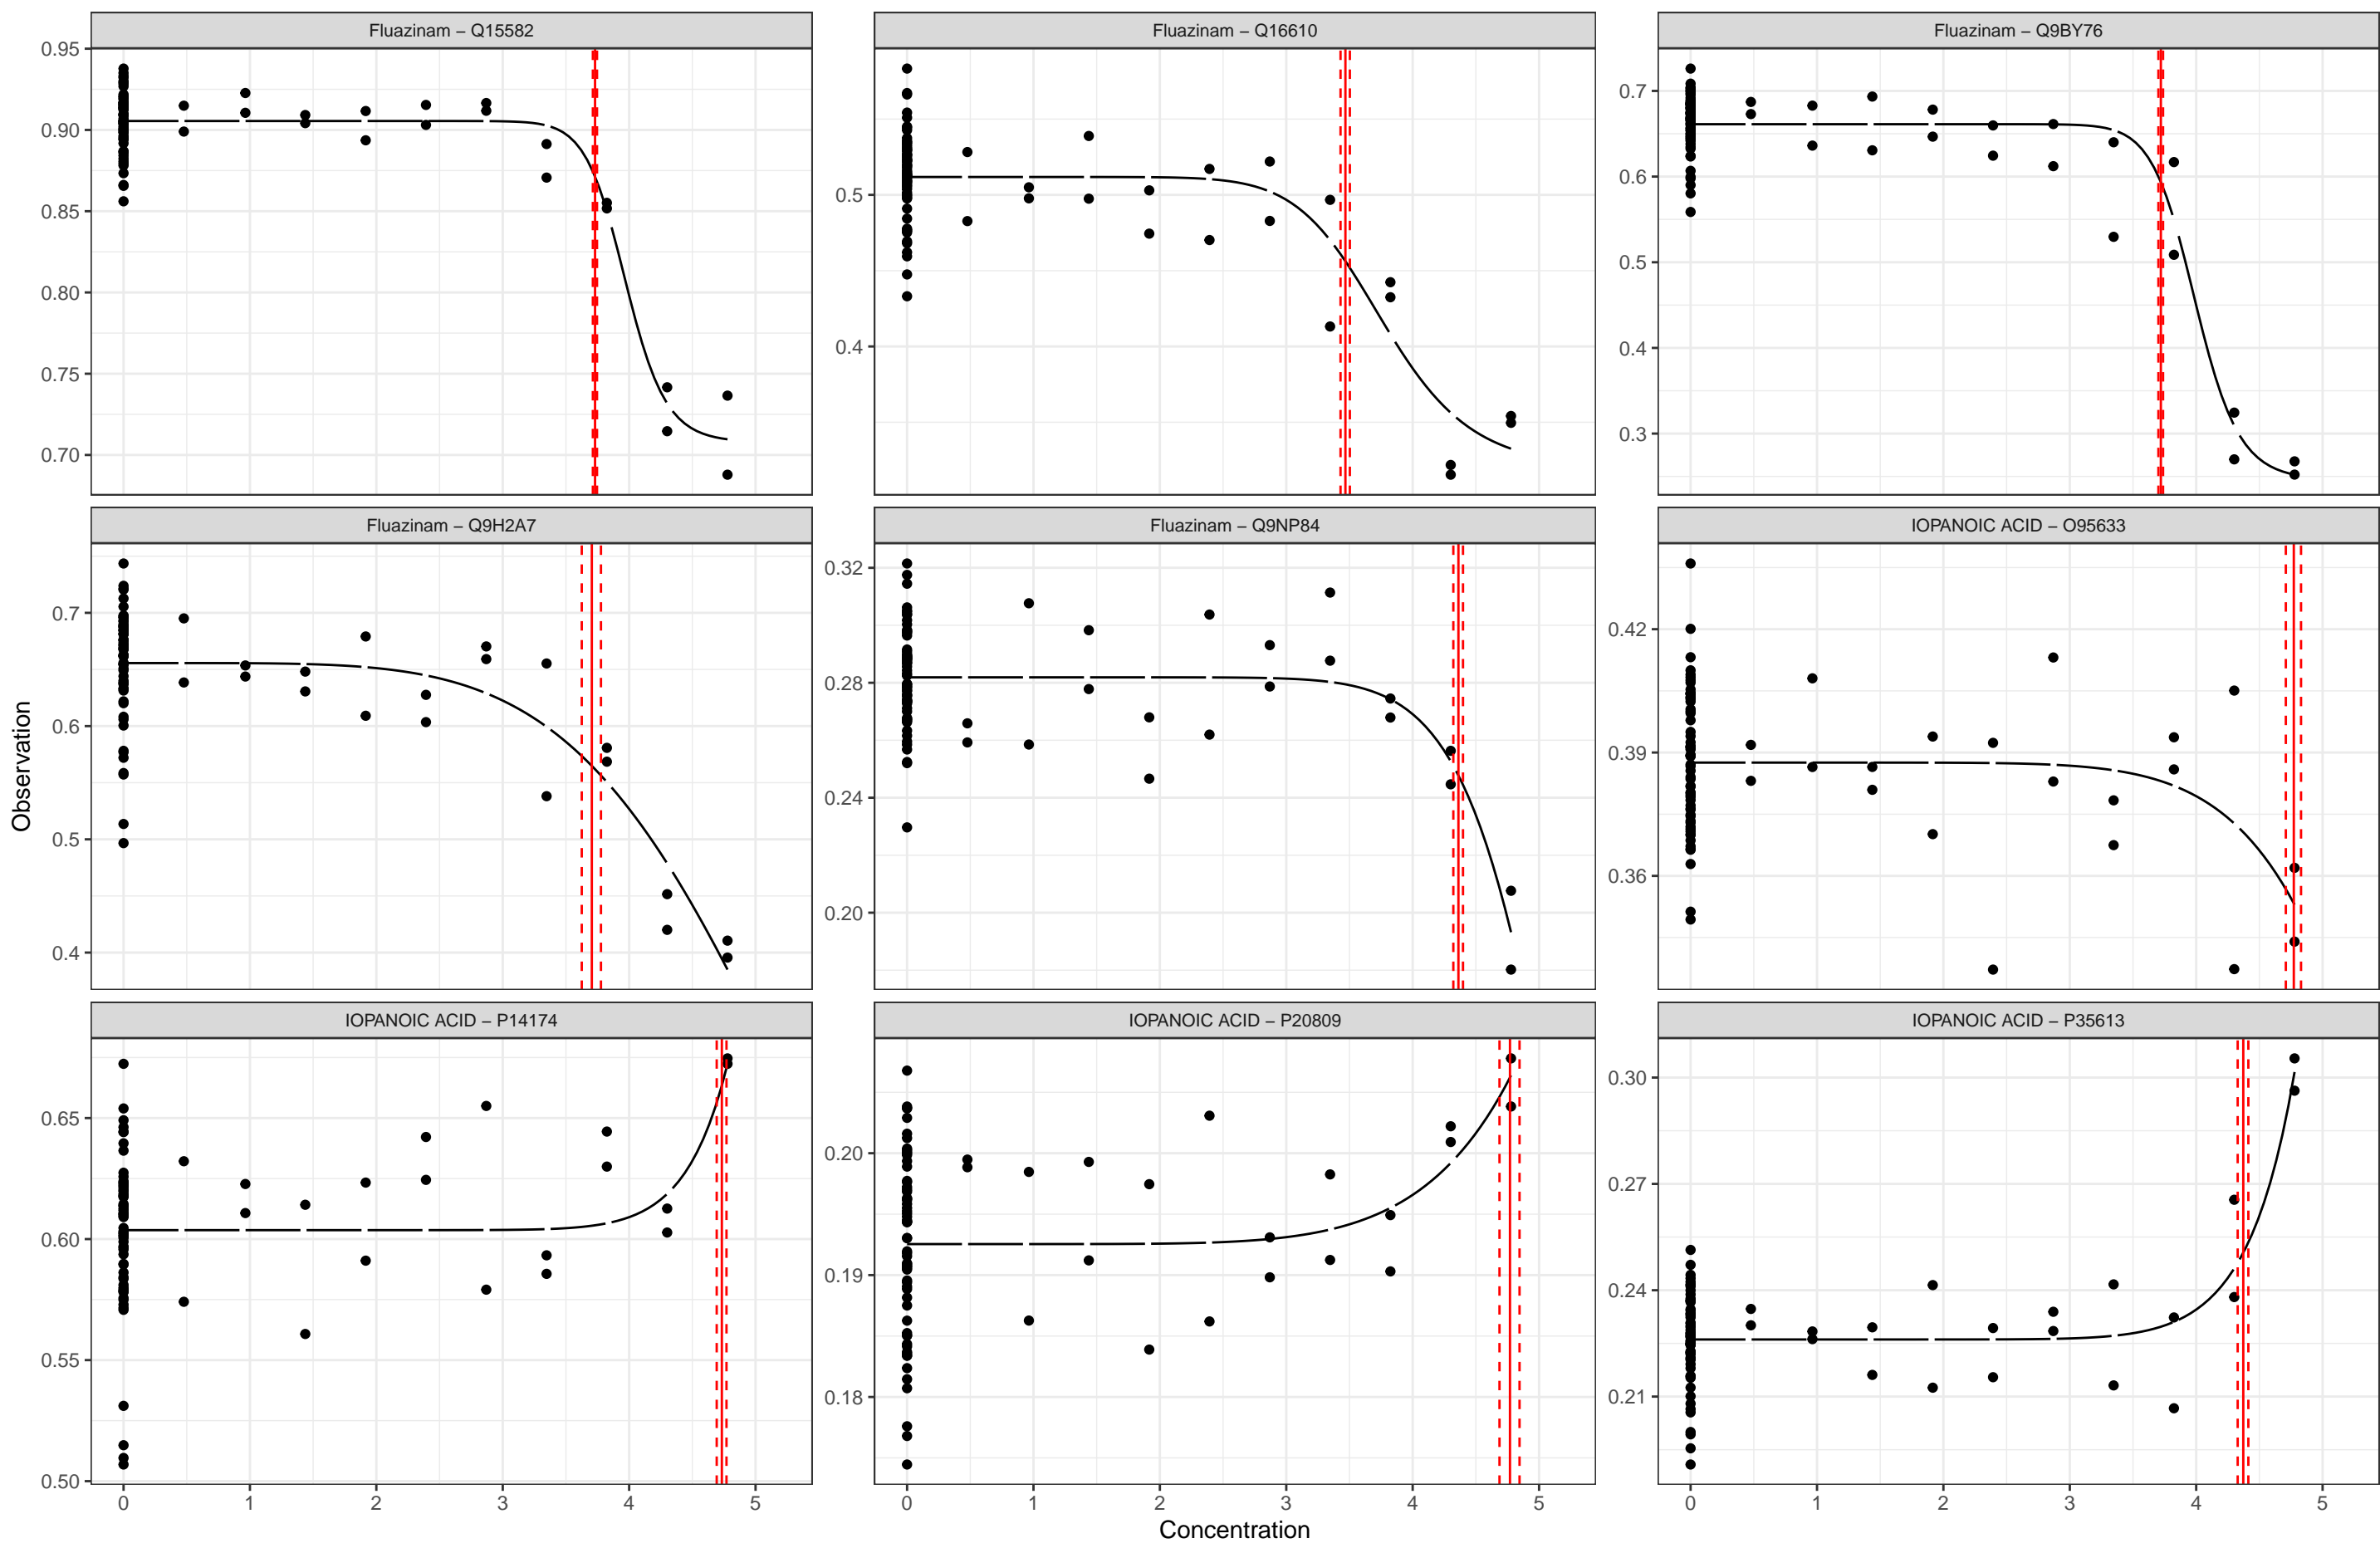 Fluazinam – Q15582
Fluazinam – Q16610
Fluazinam – Q9BY76
0.95
0.90
0.85
0.80
0.75
0.70
0.5
0.4
0.7
0.6
0.5
0.4
0.3
Fluazinam – Q9H2A7
Fluazinam – Q9NP84
IOPANOIC ACID – O95633
0.7
0.6
0.5
0.4
0.32
0.28
0.24
0.20
0.42
0.39
0.36
Observation
IOPANOIC ACID – P14174
IOPANOIC ACID – P20809
IOPANOIC ACID – P35613
0.65
0.60
0.55
0.50
0.20
0.19
0.18
0.30
0.27
0.24
0.21
0 1 2 3 4 5
0 1 2 3 4 5
0 1 2 3 4 5
Concentration